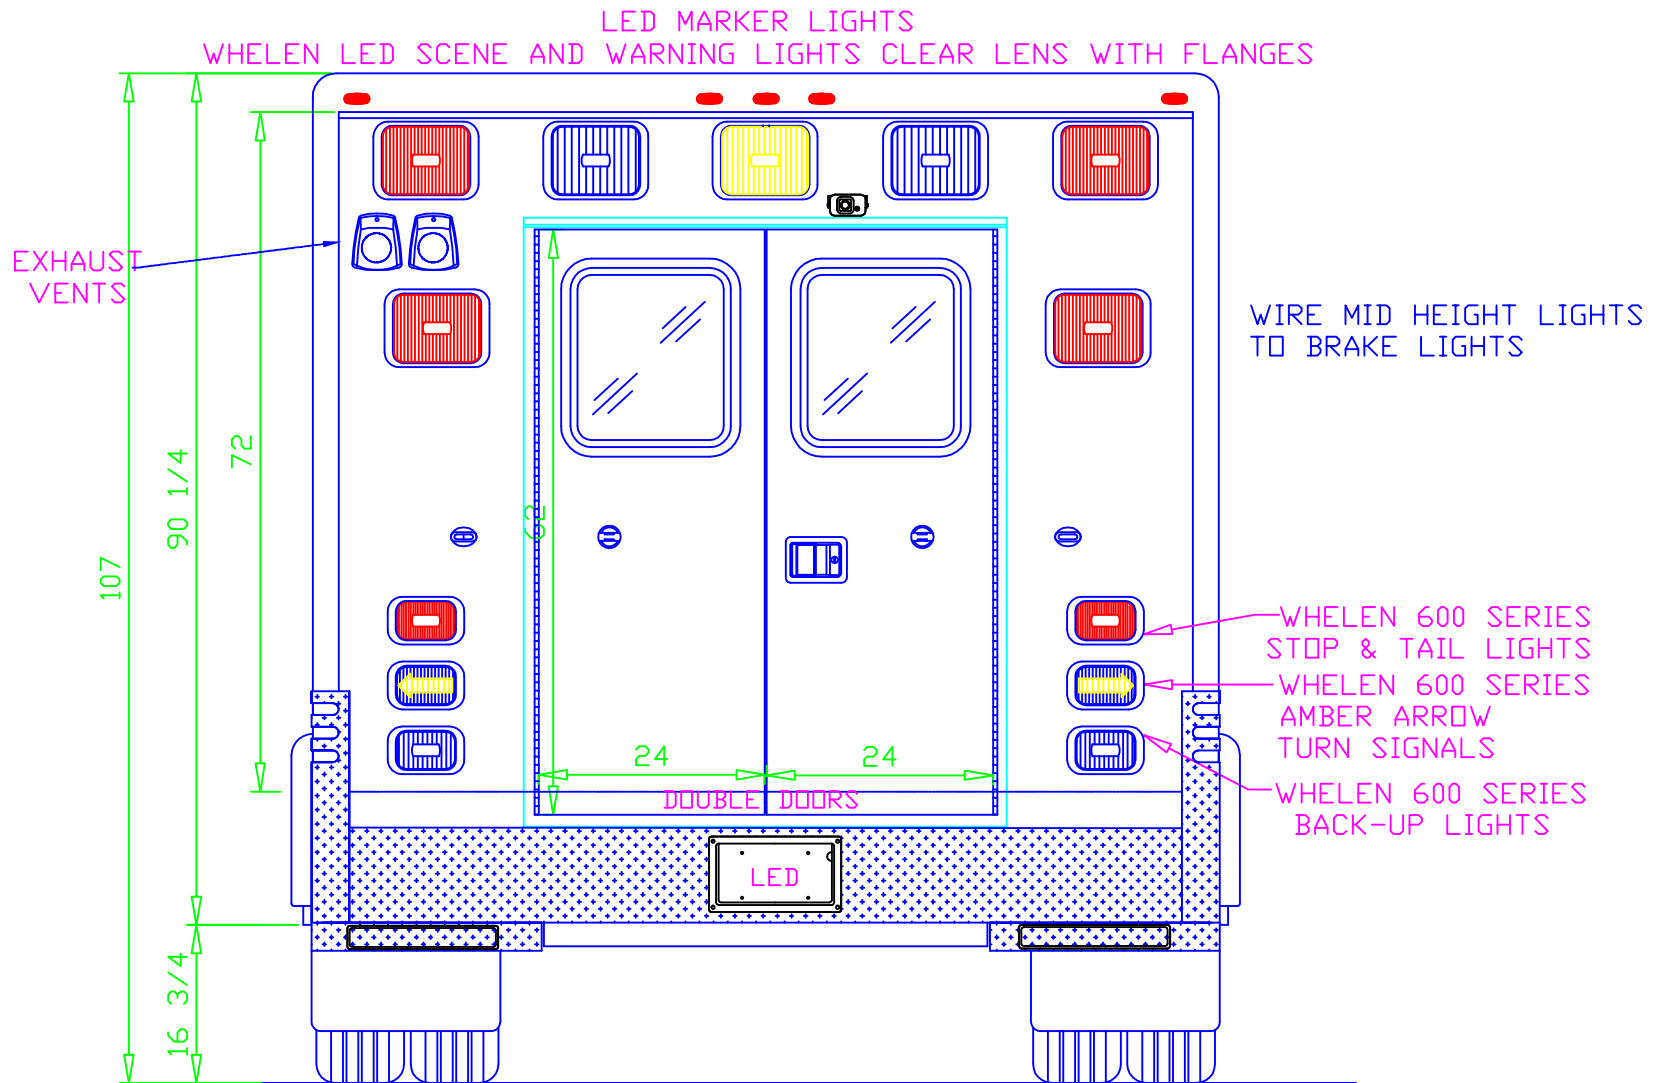 LED MARKER LIGHTS
WHELEN LED SCENE AND WARNING LIGHTS CLEAR LENS WITH FLANGES
EXHAUST
VENTS
WIRE MID HEIGHT LIGHTS
TO BRAKE LIGHTS
72
90 1/4
62
107
WHELEN 600 SERIES
STOP & TAIL LIGHTS
WHELEN 600 SERIES
AMBER ARROW
TURN SIGNALS
24
24
DOUBLE DOORS
WHELEN 600 SERIES
BACK-UP LIGHTS
LED
16 3/4